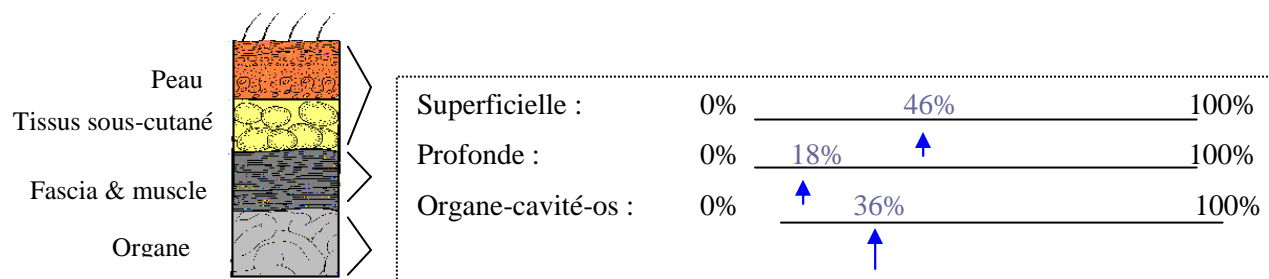 Peau
Tissus sous-cutané
Fascia & muscle
Organe
Superficielle : 0% 46% 100%
Profonde : 0% 18% 100%
Organe-cavité-os : 0% 36% 100%